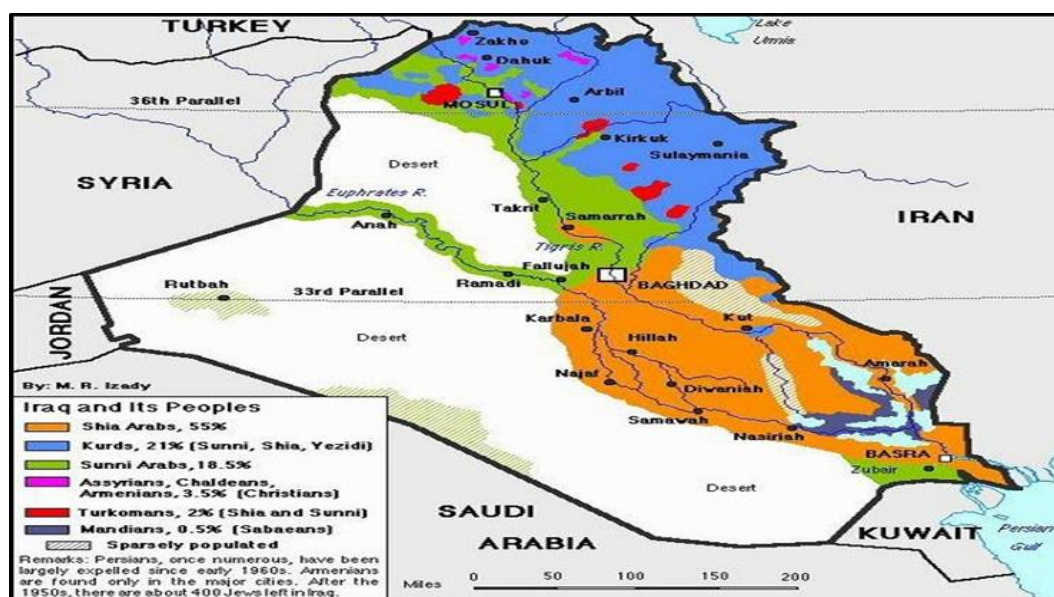 TURKEY
Lake
Urmia
Zakho
Dahuk
36th Parallel
MOSUL
Arbil
Kirkuk
Sulaymania
SYRIA
Desert
Euphrates R.
Takrit
Samarrah
IRAN
Anah
Tigris R.
Fallujah
Ramadi
BAGHDAD
Rutbah
33rd Parallel
JORDAN
Karbala
Kut
Desert
Hillah
Amarah
Najaf
Diwaniah
Samawah
Nasiriah
BASRA
Zubair
Desert
SAUDI
ARABIA
KUWAIT
Persian
Gulf
By: M. R. Izady
Iraq and Its Peoples
Shia Arabs, 55%
Kurds, 21% (Sunni, Shia, Yezidi)
Sunni Arabs, 18.5%
Assyrians, Chaldeans,
Armenians, 3.5% (Christians)
Turkomans, 2% (Shia and Sunni)
Mandians, 0.5% (Sabaeans)
Sparsely populated
Remarks: Persians, once numerous, have been
largely expelled since early 1960s. Armenians
are found only in the major cities. After the
1950s, there are about 400 Jews left in Iraq.
Miles 0 50 100 150 200